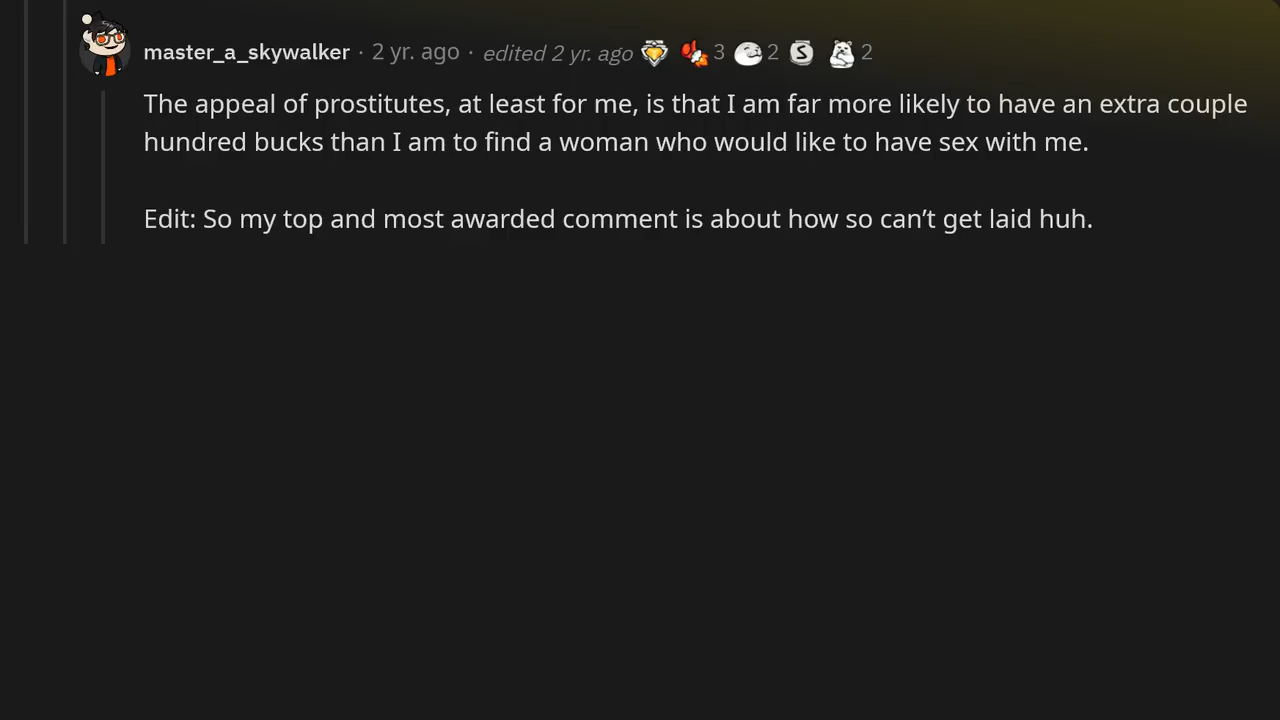 master_a_skywalker · 2 yr. ago · edited 2 yr. ago 3 2 S 2
The appeal of prostitutes, at least for me, is that I am far more likely to have an extra couple
hundred bucks than I am to find a woman who would like to have sex with me.
Edit: So my top and most awarded comment is about how so can’t get laid huh.